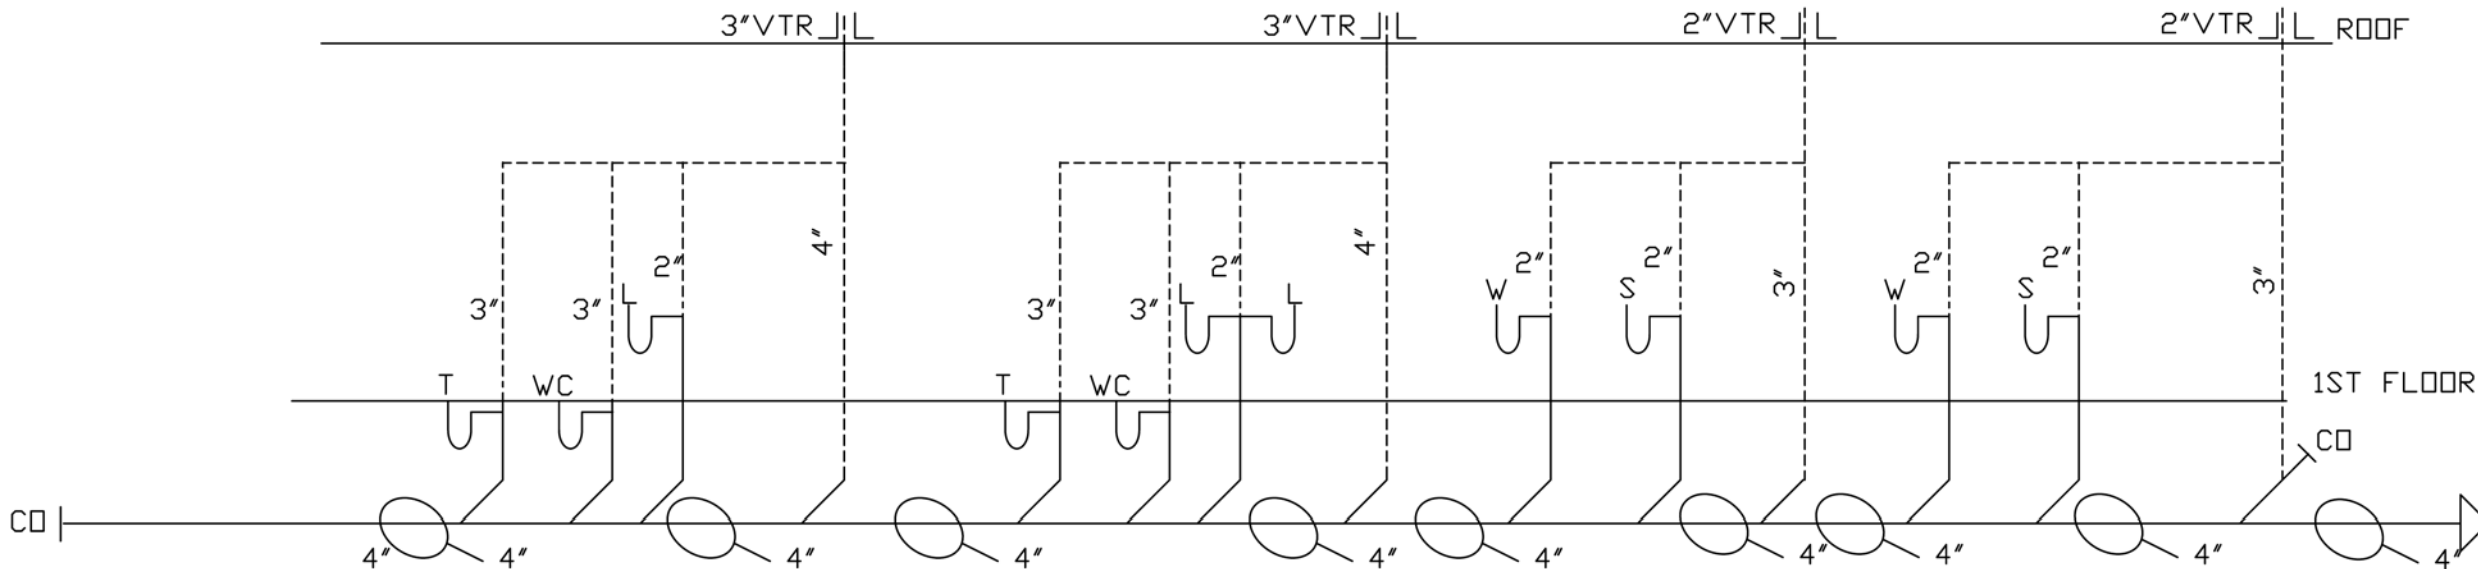 3"VTR 3"VTR 2"VTR 2"VTR ROOF
4" 4" 3" 3"
2" 2" 2" 2" 2" 2"
L L L W S W S
3" 3" 3" 3"
T WC T WC 1ST FLOOR
CO
CO
4" 4" 4" 4" 4" 4" 4" 4" 4" 4"